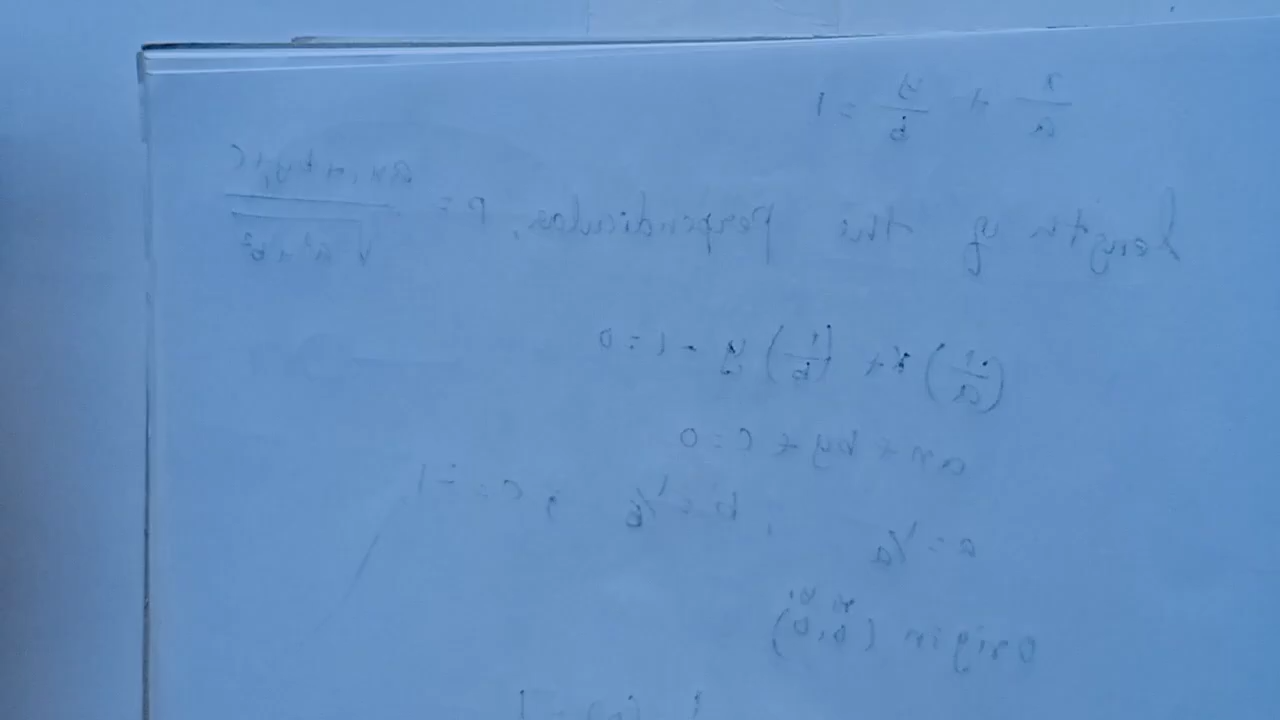 x/a + y/b = 1
Length of the perpendicular, P = ax₁ + by₁ + c / √a² + b²
(1/a) x + (1/b) y - 1 = 0
ax + by + c = 0
a = 1/a , b = 1/b , c = -1
Origin (0, 0)